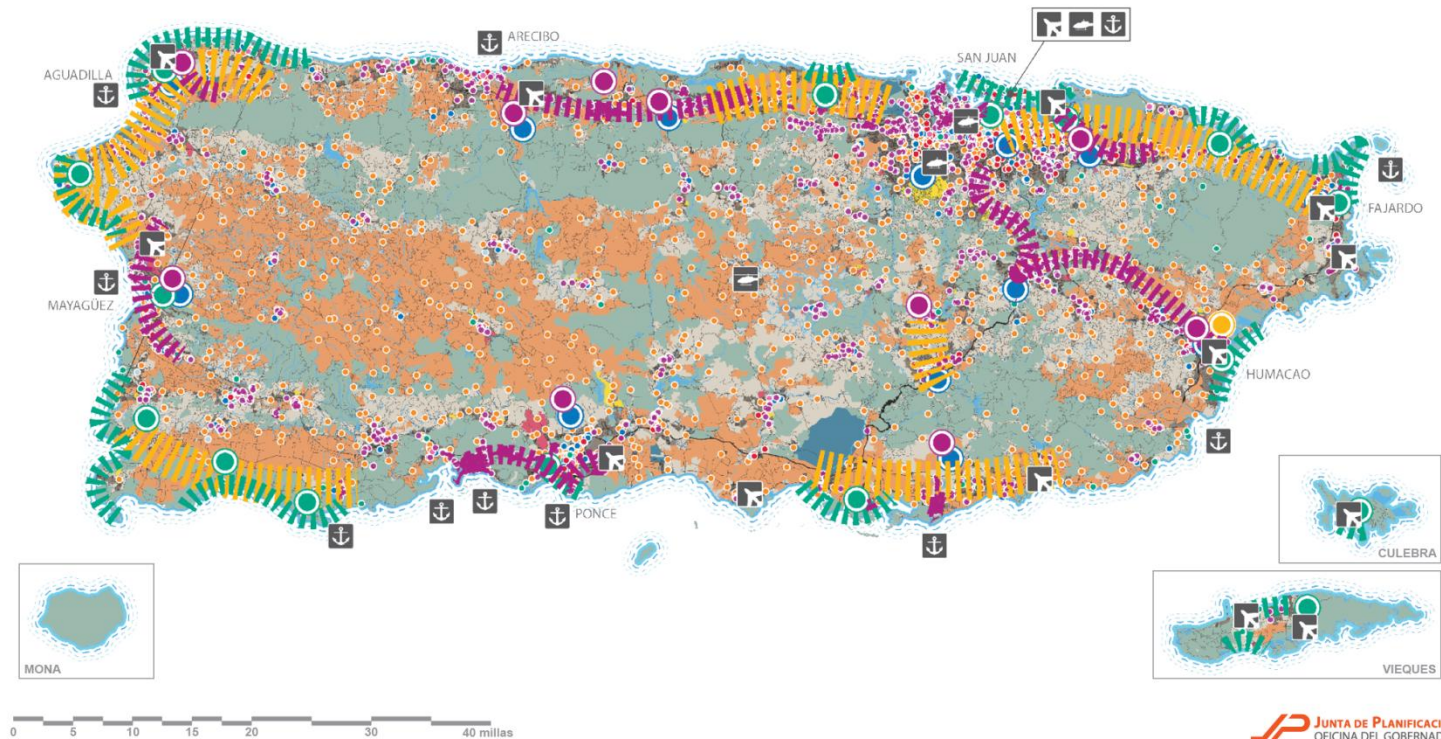 ARECIBO
SAN JUAN
AGUADILLA
FAJARDO
MAYAGÜEZ
HUMACAO
PONCE
CULEBRA
MONA
VIEQUES
0 5 10 15 20 30 40 millas
JUNTA DE PLANIFICACI
OFICINA DEL GOBERNAD